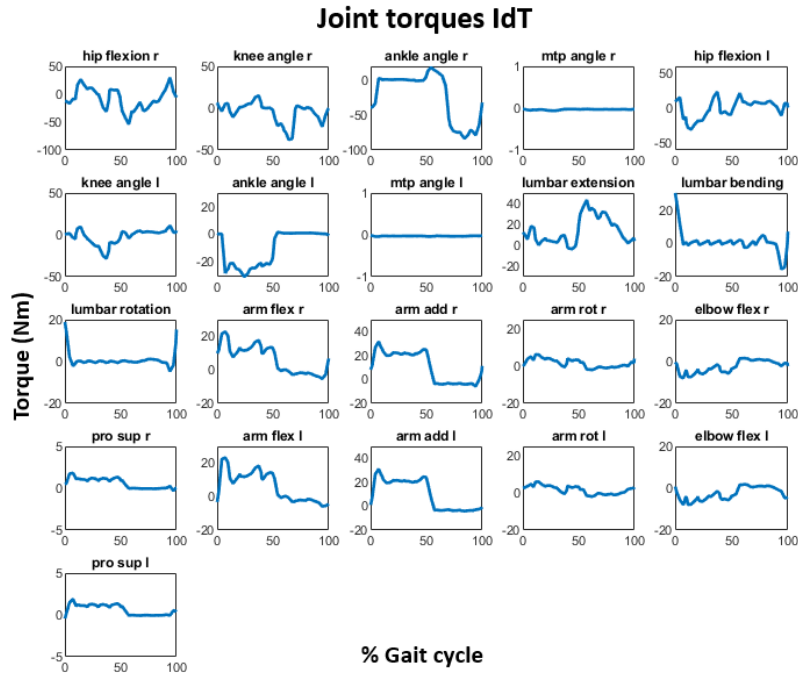 Joint torques IdT
hip flexion r
knee angle r
ankle angle r
mtp angle r
hip flexion l
50
0
-50
-100
0 50 100
50
0
-50
0 50 100
0
-50
-100
0 50 100
1
0
-1
0 50 100
50
0
-50
0 50 100
knee angle l
ankle angle l
mtp angle l
lumbar extension
lumbar bending
50
0
-50
0 50 100
20
0
-20
0 50 100
1
0
-1
0 50 100
40
20
0
-20
0 50 100
20
0
-20
0 50 100
Torque (Nm)
lumbar rotation
arm flex r
arm add r
arm rot r
elbow flex r
20
0
-20
0 50 100
20
0
-20
0 50 100
40
20
0
-20
0 50 100
20
0
-20
0 50 100
20
0
-20
0 50 100
pro sup r
arm flex l
arm add l
arm rot l
elbow flex l
5
0
-5
0 50 100
20
0
-20
0 50 100
40
20
0
-20
0 50 100
20
0
-20
0 50 100
20
0
-20
0 50 100
pro sup l
5
0
-5
0 50 100
% Gait cycle